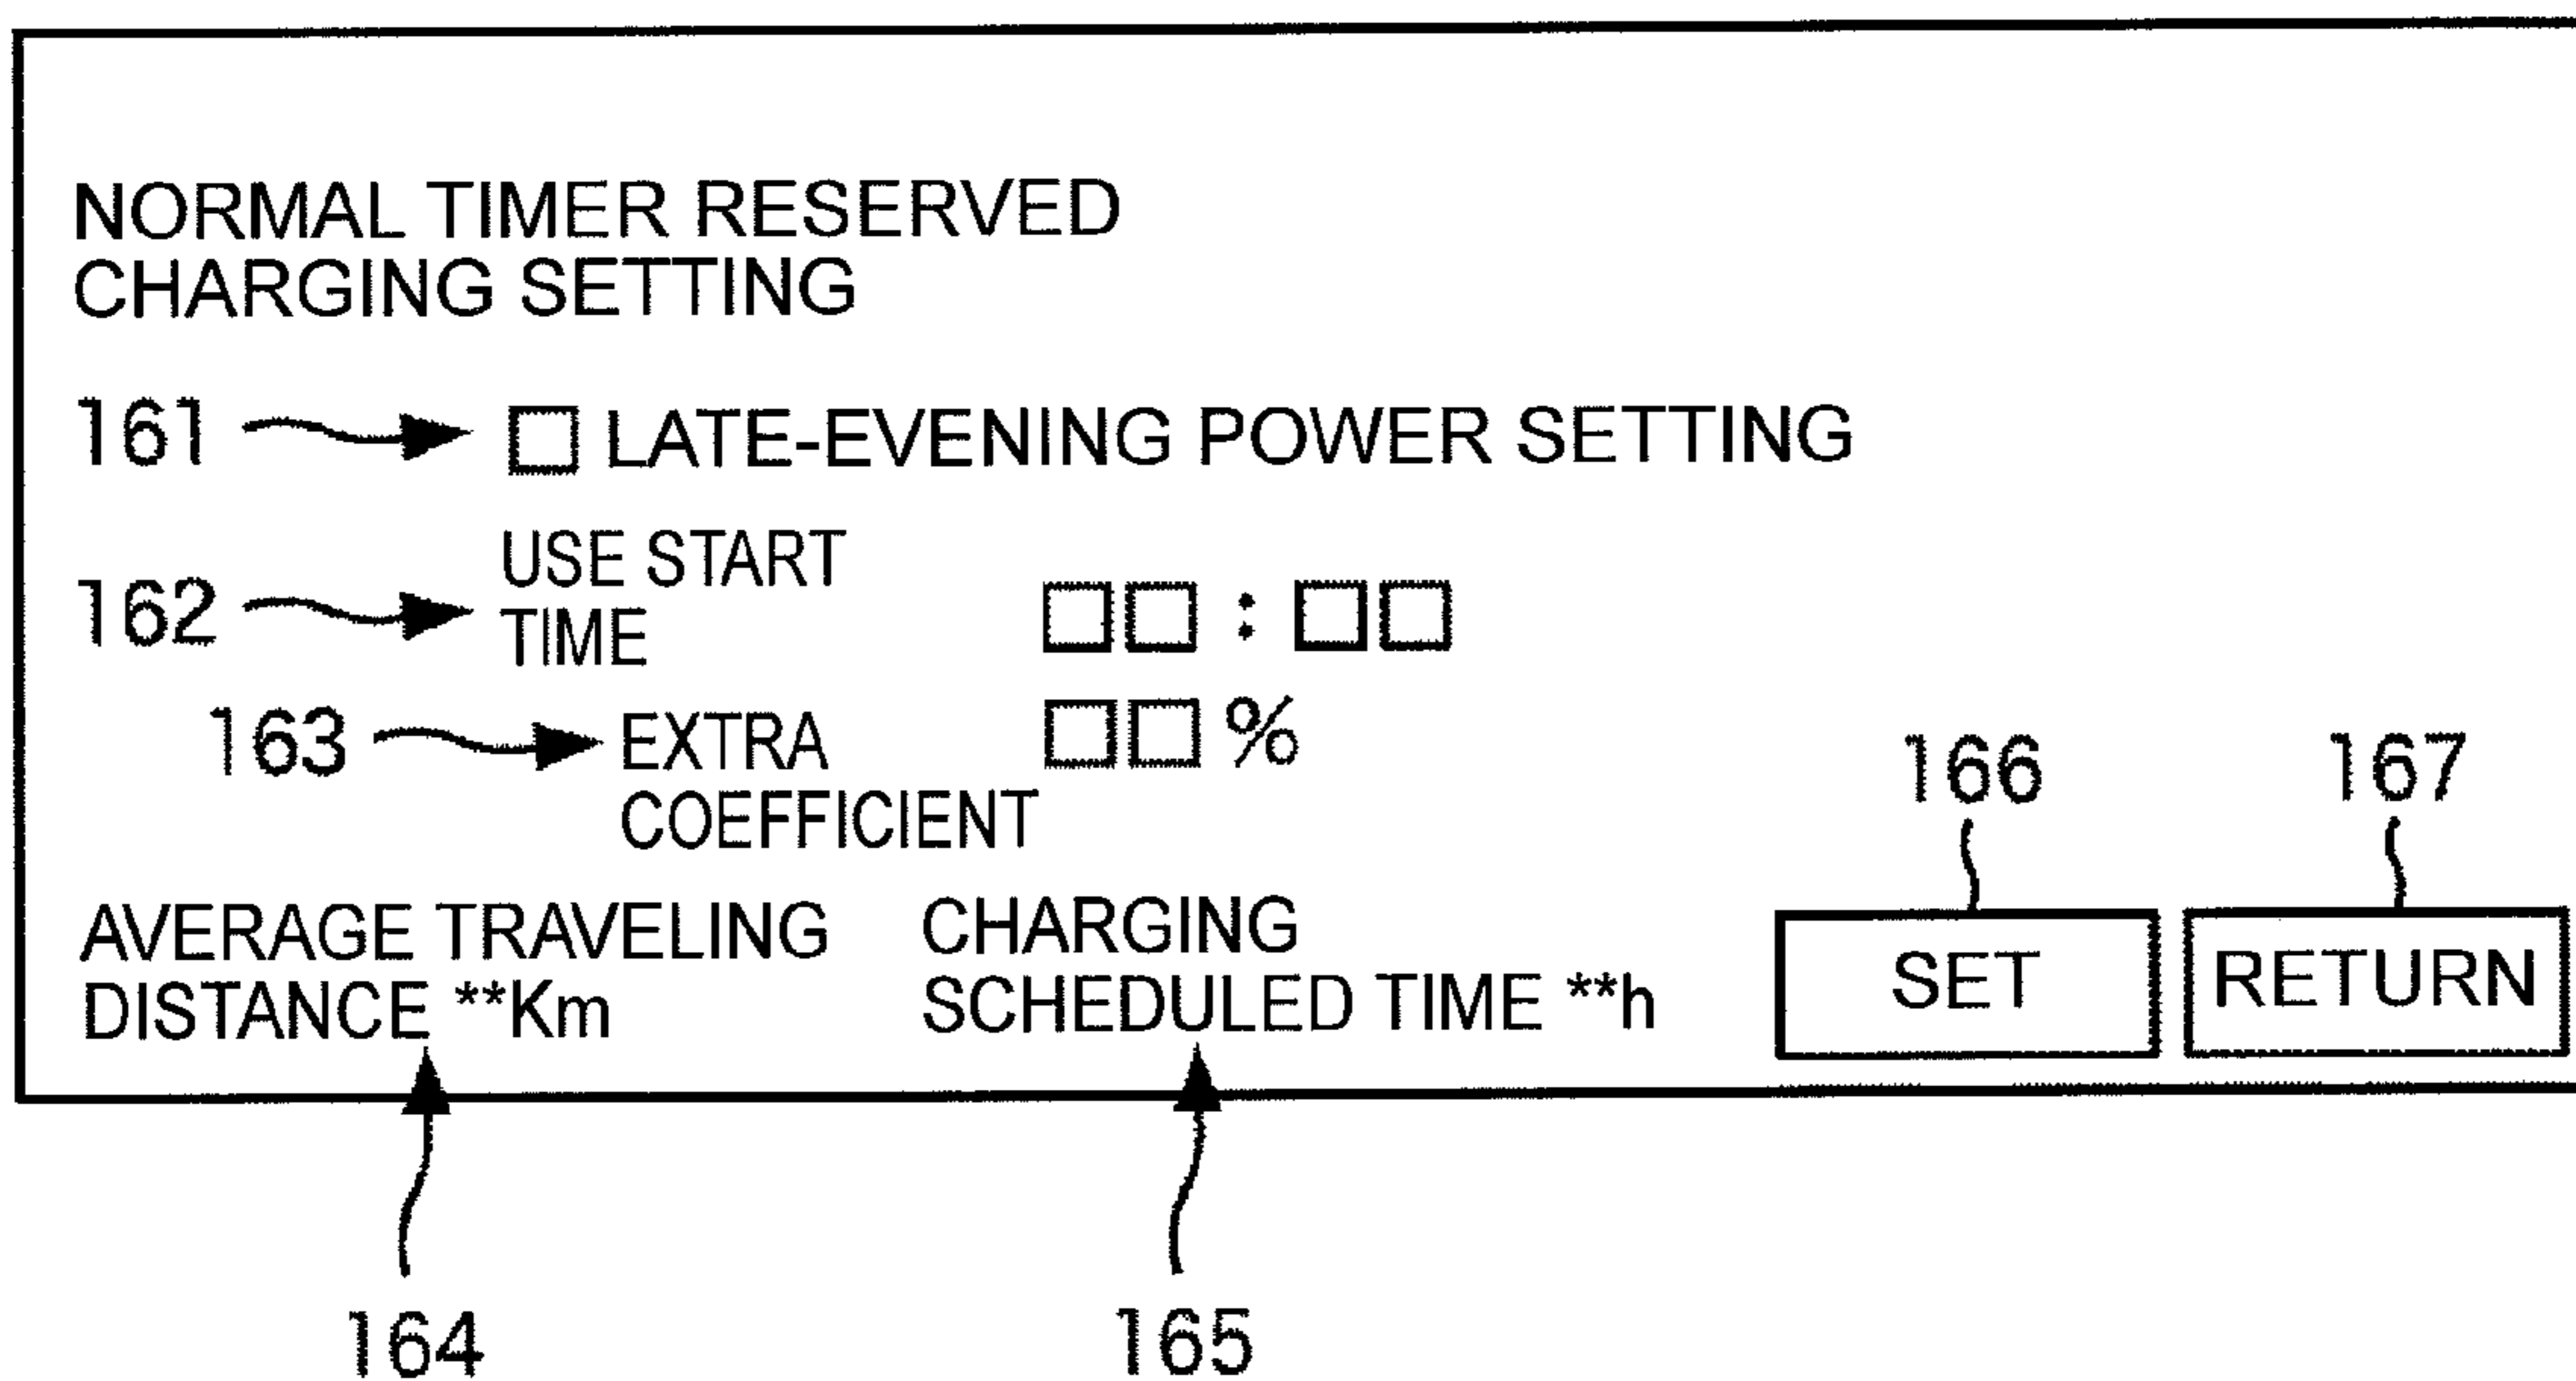 NORMAL TIMER RESERVED
CHARGING SETTING
161 □ LATE-EVENING POWER SETTING
162 USE START
TIME □□:□□
163 EXTRA □□%
COEFFICIENT
166 167
AVERAGE TRAVELING
DISTANCE **Km
CHARGING
SCHEDULED TIME **h
SET
RETURN
164 165